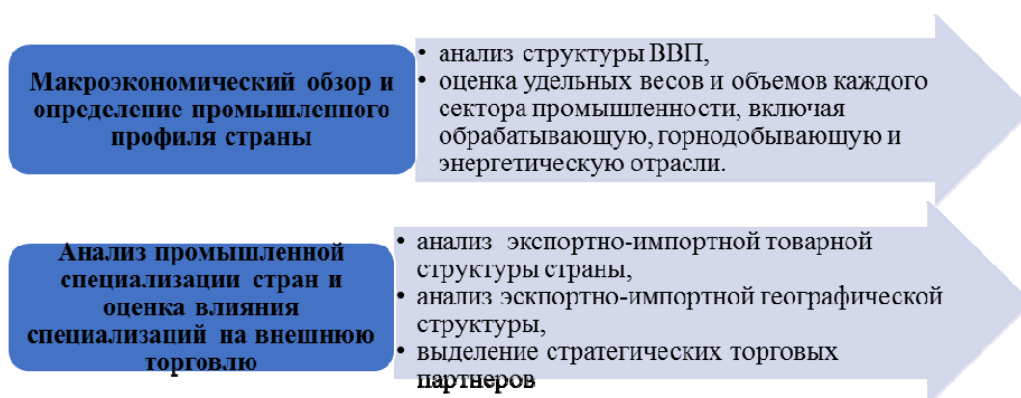 Макроэкономический обзор и
определение промышленного
профиля страны
• анализ структуры ВВП,
• оценка удельных весов и объемов каждого
сектора промышленности, включая
обрабатывающую, горнодобывающую и
энергетическую отрасли.
Анализ промышленной
специализации стран и
оценка влияния
специализаций на внешнюю
торговлю
• анализ экспортно-импортной товарной
структуры страны,
• анализ эскпортно-импортной географической
структуры,
• выделение стратегических торговых
партнеров